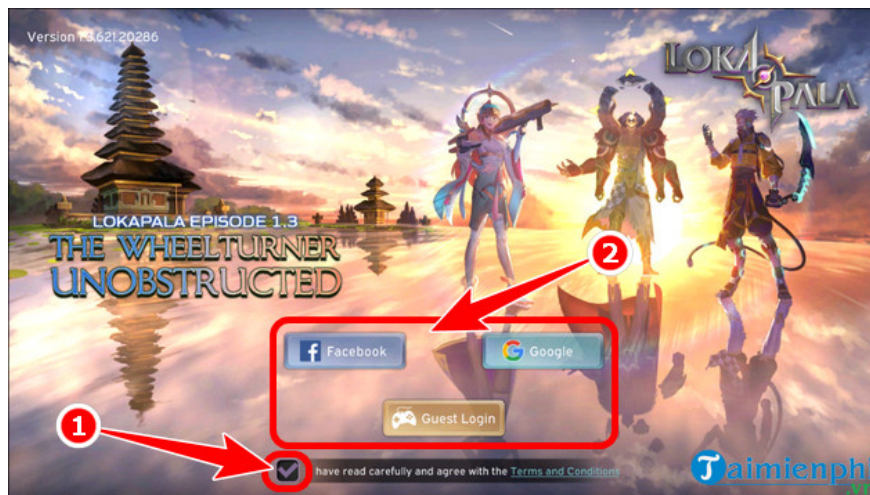 Version 1.3.621.20286
LOKAPALA
LOKAPALA EPISODE 1.3
THE WHEELTURNER
UNOBSTRUCTED
2
Facebook
Google
Guest Login
1
have read carefully and agree with the Terms and Conditions
Taimienph
.vn